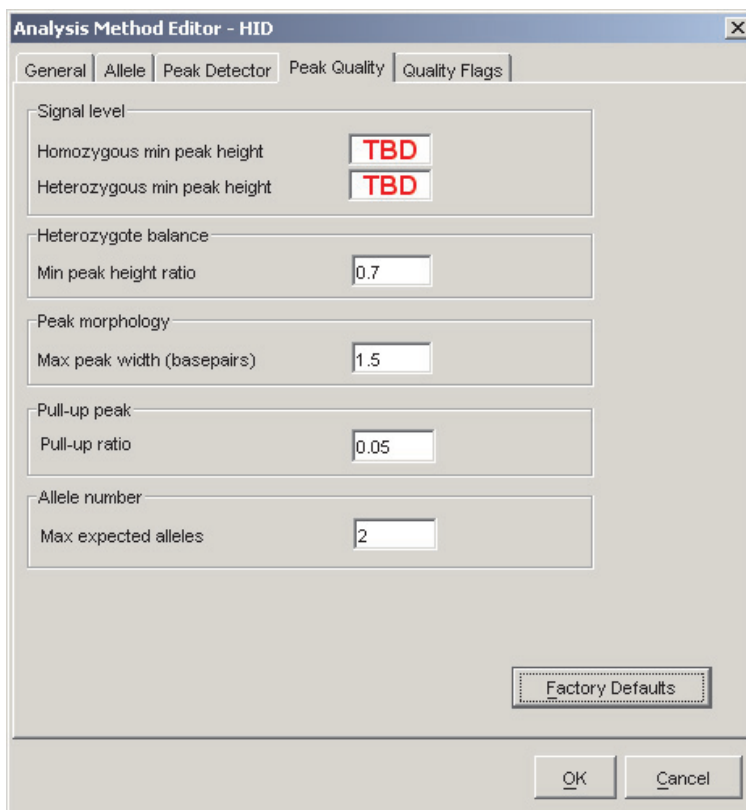 Analysis Method Editor - HID
General Allele Peak Detector Peak Quality Quality Flags
Signal level
Homozygous min peak height TBD
Heterozygous min peak height TBD
Heterozygote balance
Min peak height ratio 0.7
Peak morphology
Max peak width (basepairs) 1.5
Pull-up peak
Pull-up ratio 0.05
Allele number
Max expected alleles 2
Factory Defaults
OK Cancel